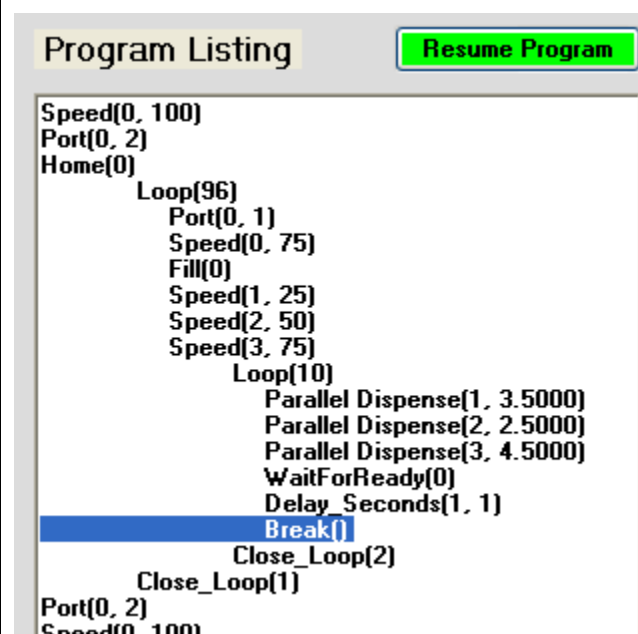 Program Listing
Resume Program
Speed(0, 100)
Port(0, 2)
Home(0)
Loop(96)
Port(0, 1)
Speed(0, 75)
Fill(0)
Speed(1, 25)
Speed(2, 50)
Speed(3, 75)
Loop(10)
Parallel Dispense(1, 3.5000)
Parallel Dispense(2, 2.5000)
Parallel Dispense(3, 4.5000)
WaitForReady(0)
Delay_Seconds(1, 1)
Break()
Close_Loop(2)
Close_Loop(1)
Port(0, 2)
Speed(0, 100)